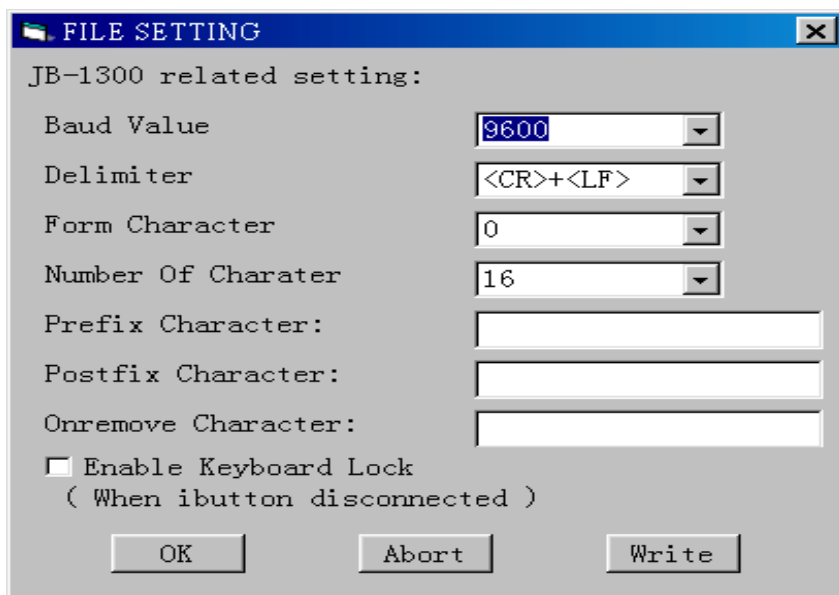 FILE SETTING
JB-1300 related setting:
Baud Value 9600
Delimiter <CR>+<LF>
Form Character 0
Number Of Charater 16
Prefix Character:
Postfix Character:
Onremove Character:
Enable Keyboard Lock
( When ibutton disconnected )
OK Abort Write